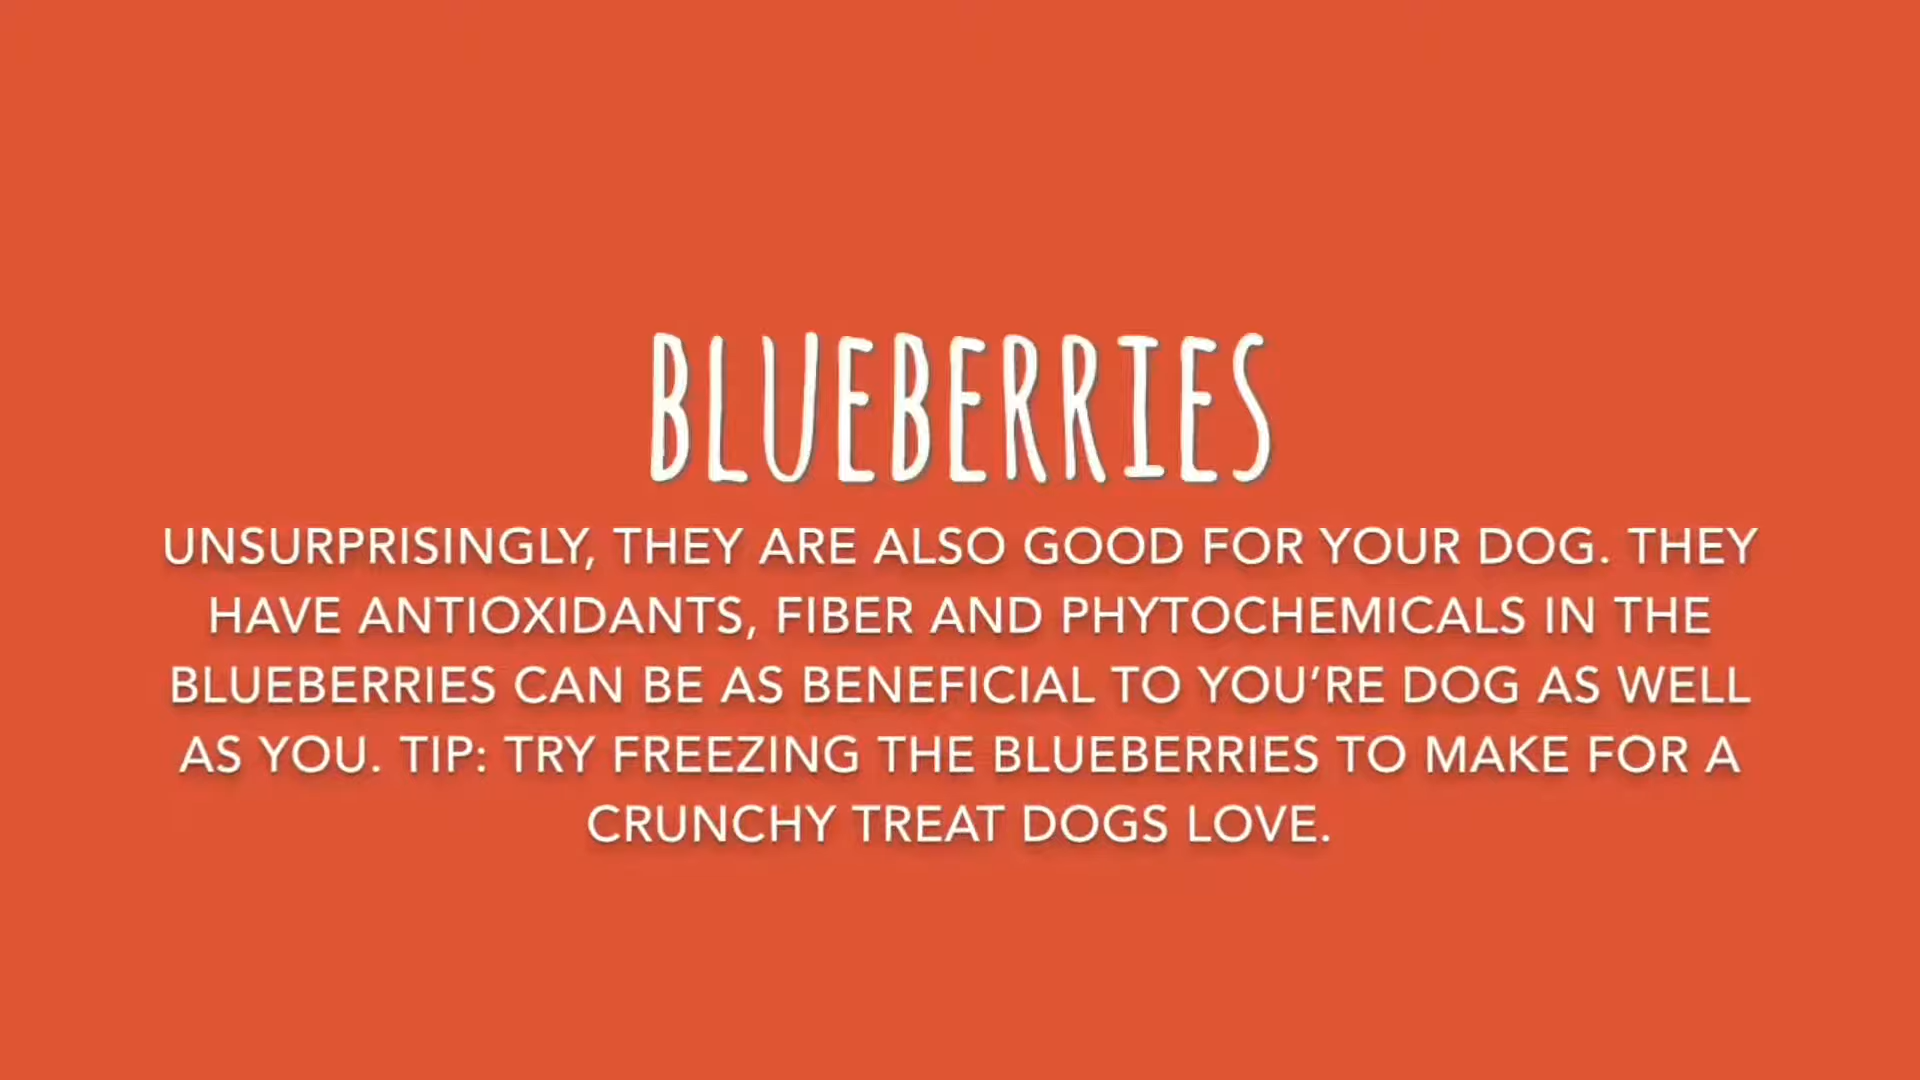 BLUEBERRIES
UNSURPRISINGLY, THEY ARE ALSO GOOD FOR YOUR DOG. THEY
HAVE ANTIOXIDANTS, FIBER AND PHYTOCHEMICALS IN THE
BLUEBERRIES CAN BE AS BENEFICIAL TO YOU’RE DOG AS WELL
AS YOU. TIP: TRY FREEZING THE BLUEBERRIES TO MAKE FOR A
CRUNCHY TREAT DOGS LOVE.